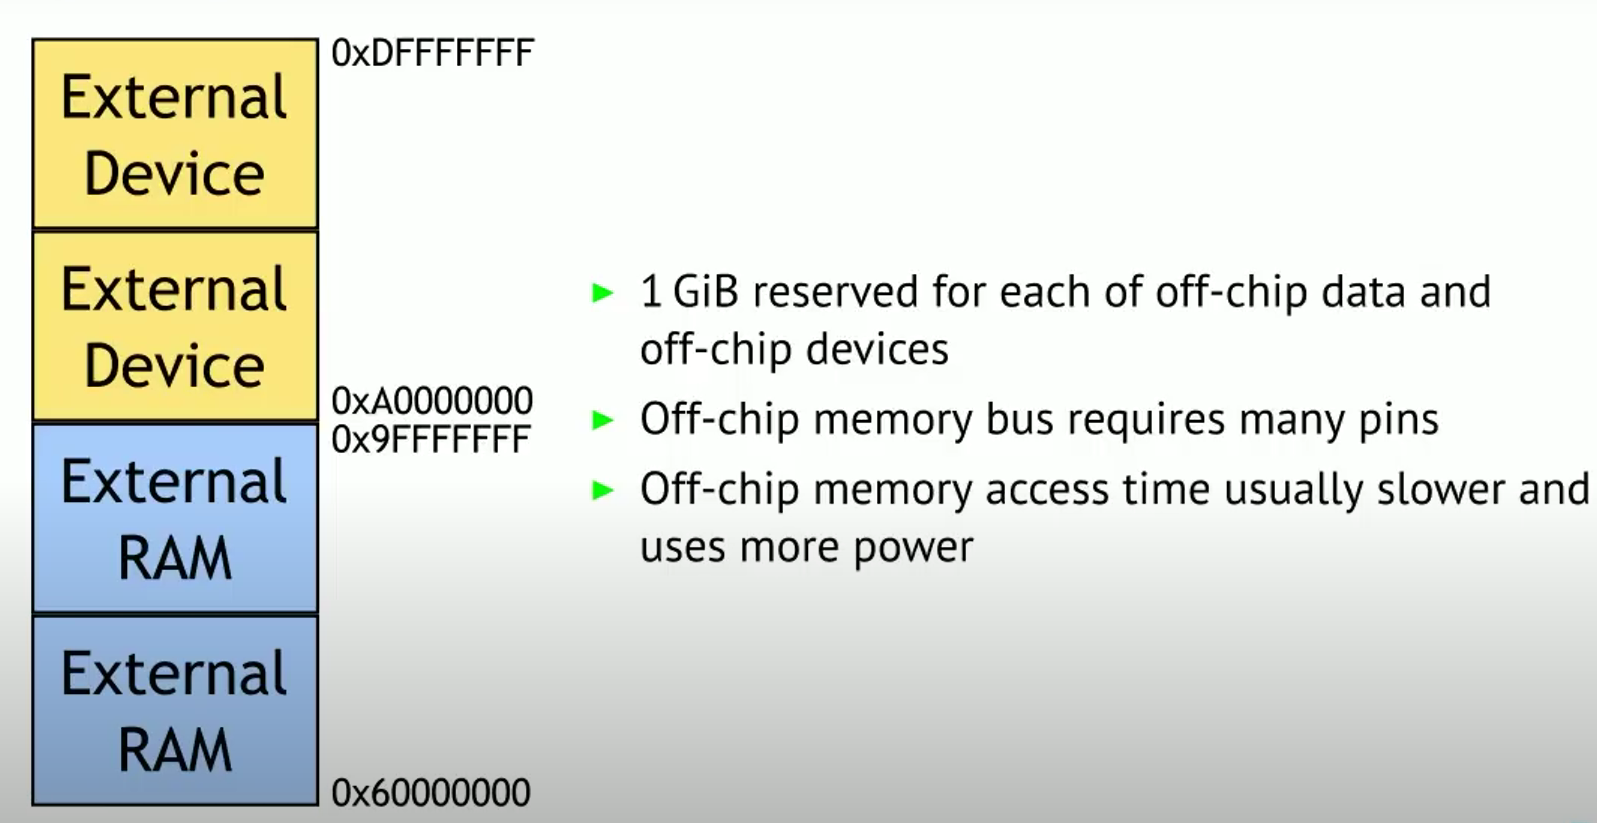 External
Device
0xDFFFFFFF
External
Device
0xA0000000
External
RAM
0x9FFFFFFF
External
RAM
0x60000000
► 1 GiB reserved for each of off-chip data and
off-chip devices
► Off-chip memory bus requires many pins
► Off-chip memory access time usually slower and
uses more power